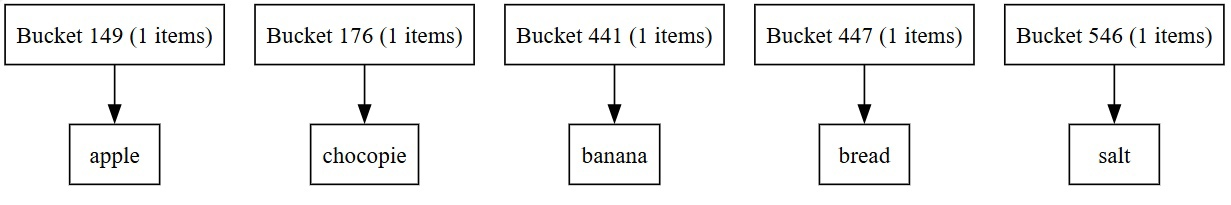 Bucket 149 (1 items)
Bucket 176 (1 items)
Bucket 441 (1 items)
Bucket 447 (1 items)
Bucket 546 (1 items)
apple
chocopie
banana
bread
salt